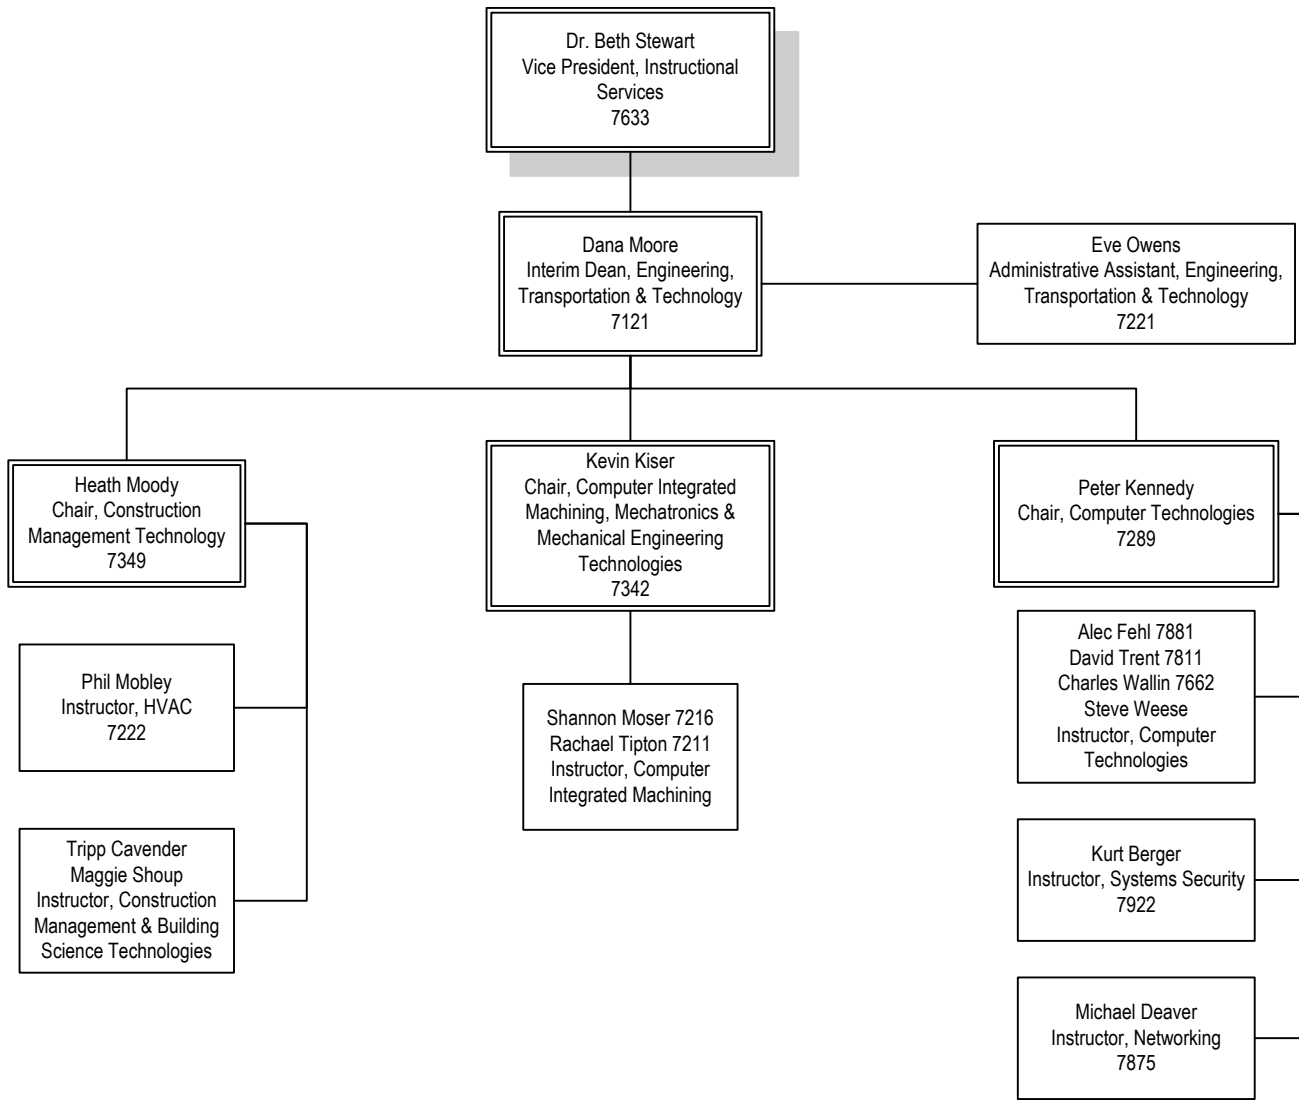 Dr. Beth Stewart
Vice President, Instructional
Services
7633
Dana Moore
Interim Dean, Engineering,
Transportation & Technology
7121
Eve Owens
Administrative Assistant, Engineering,
Transportation & Technology
7221
Heath Moody
Chair, Construction
Management Technology
7349
Kevin Kiser
Chair, Computer Integrated
Machining, Mechatronics &
Mechanical Engineering
Technologies
7342
Peter Kennedy
Chair, Computer Technologies
7289
Phil Mobley
Instructor, HVAC
7222
Tripp Cavender
Maggie Shoup
Instructor, Construction
Management & Building
Science Technologies
Shannon Moser 7216
Rachael Tipton 7211
Instructor, Computer
Integrated Machining
Alec Fehl 7881
David Trent 7811
Charles Wallin 7662
Steve Weese
Instructor, Computer
Technologies
Kurt Berger
Instructor, Systems Security
7922
Michael Deaver
Instructor, Networking
7875